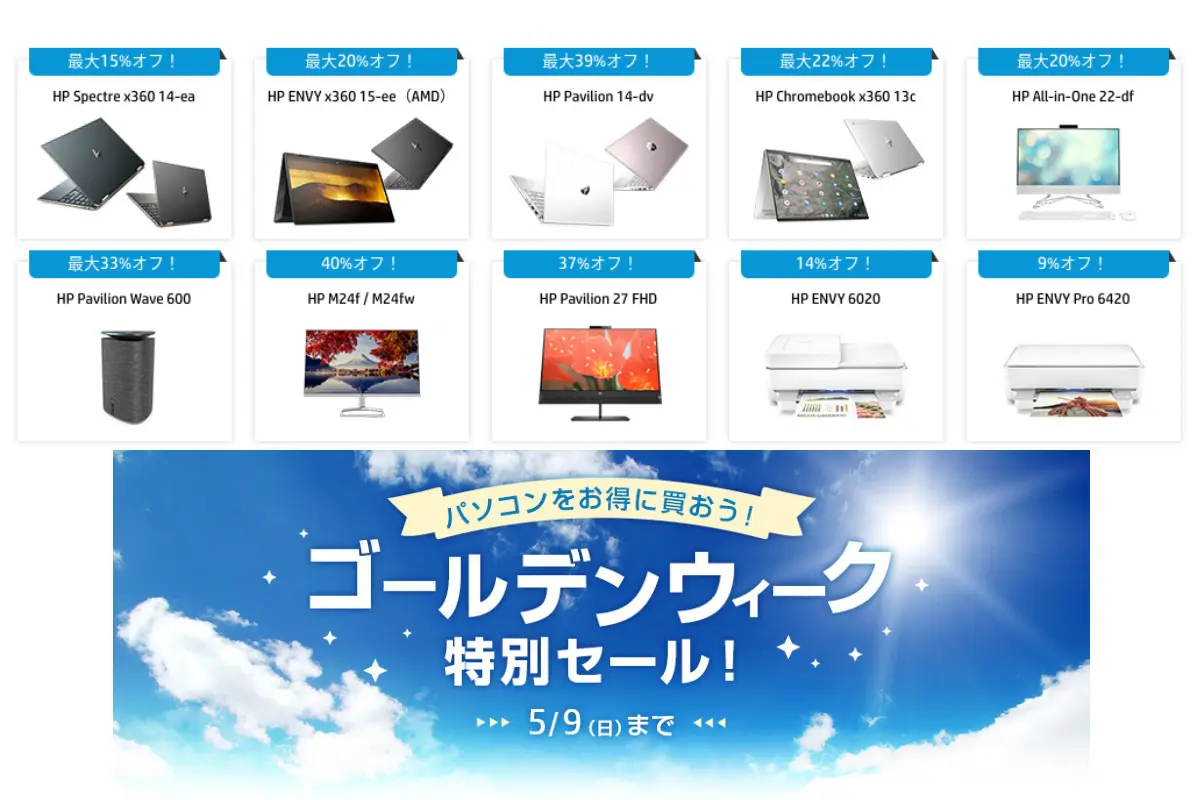 最大15%オフ！
HP Spectre x360 14-ea
最大20%オフ！
HP ENVY x360 15-ee（AMD）
最大39%オフ！
HP Pavilion 14-dv
最大22%オフ！
HP Chromebook x360 13c
最大20%オフ！
HP All-in-One 22-df
最大33%オフ！
HP Pavilion Wave 600
40%オフ！
HP M24f / M24fw
37%オフ！
HP Pavilion 27 FHD
14%オフ！
HP ENVY 6020
9%オフ！
HP ENVY Pro 6420
パソコンをお得に買おう!
ゴールデンウィーク
特別セール!
5/9(日)まで